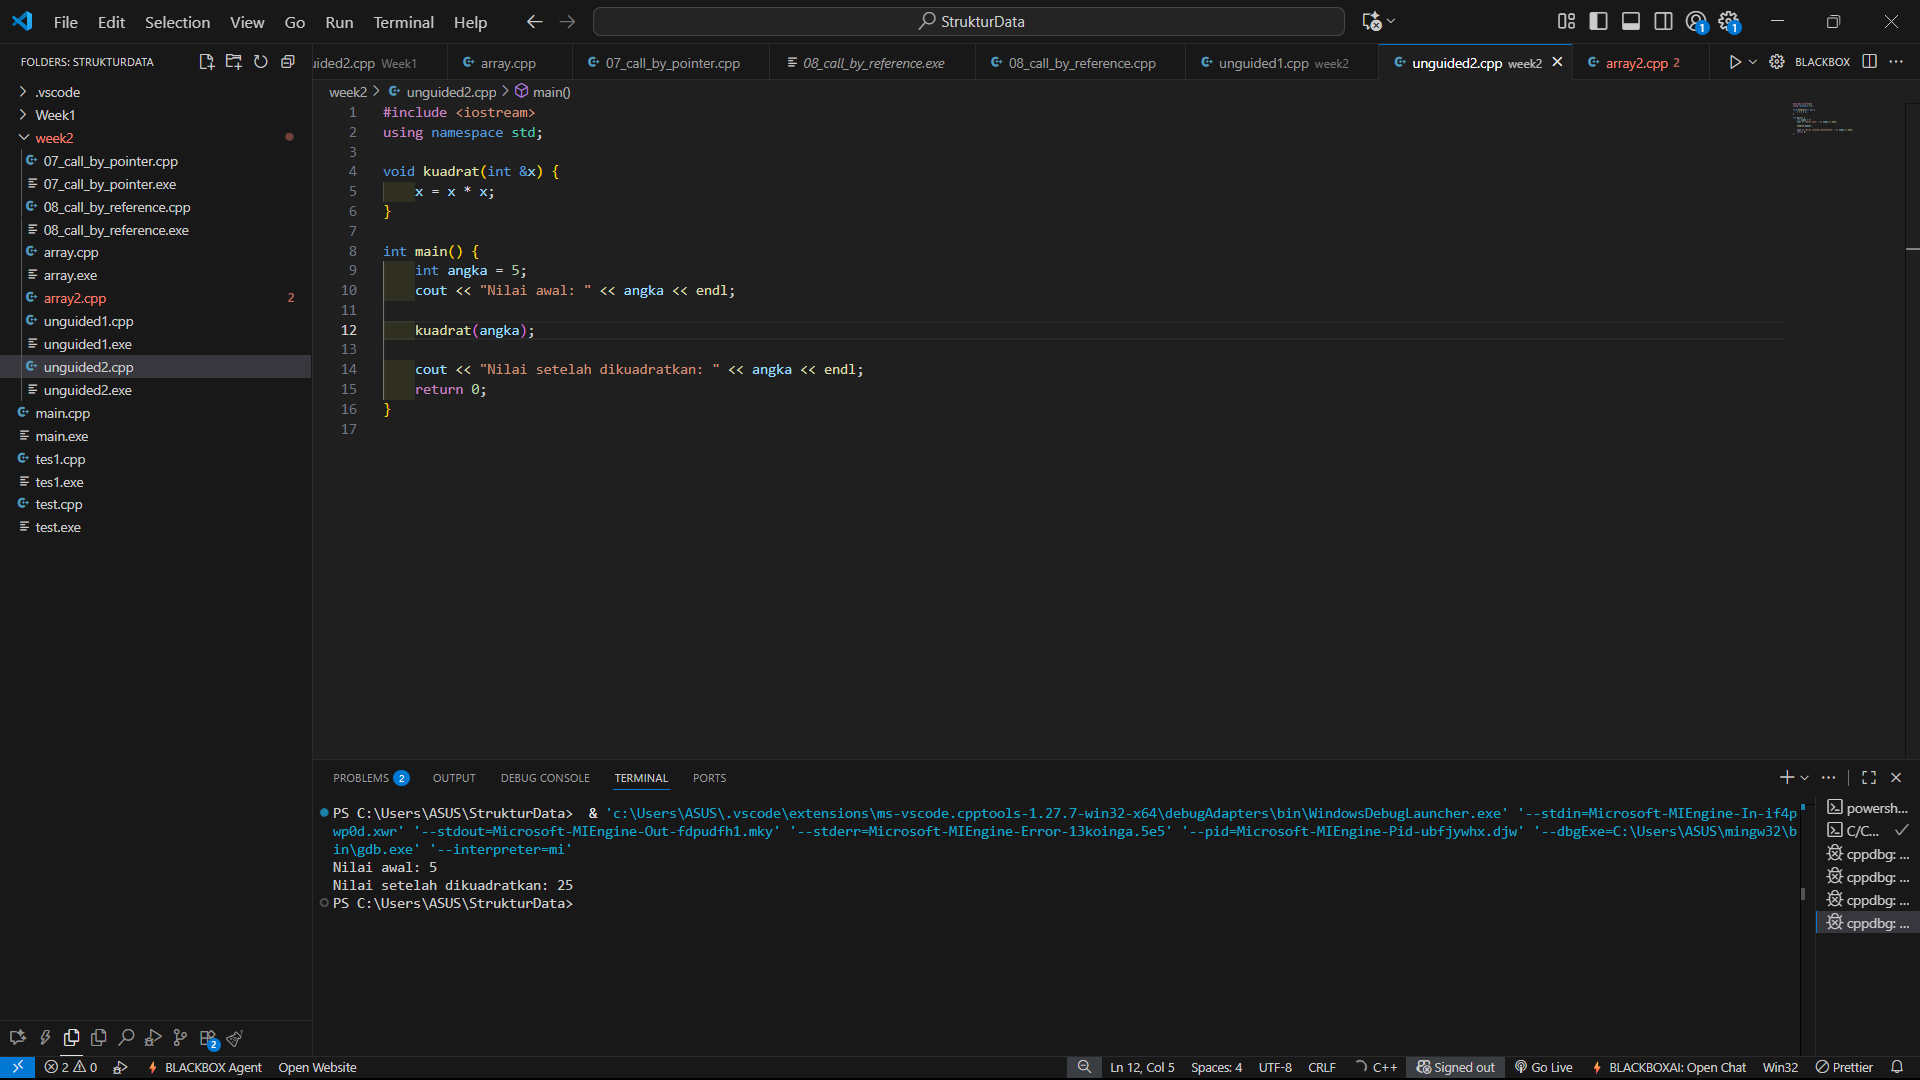 File Edit Selection View Go Run Terminal Help
StrukturData
FOLDERS: STRUKTURDATA
uided2.cpp Week1
array.cpp
07_call_by_pointer.cpp
08_call_by_reference.exe
08_call_by_reference.cpp
unguided1.cpp week2
unguided2.cpp week2
array2.cpp 2
BLACKBOX
.vscode
Week1
week2
07_call_by_pointer.cpp
07_call_by_pointer.exe
08_call_by_reference.cpp
08_call_by_reference.exe
array.cpp
array.exe
array2.cpp 2
unguided1.cpp
unguided1.exe
unguided2.cpp
unguided2.exe
main.cpp
main.exe
tes1.cpp
tes1.exe
test.cpp
test.exe
week2 > unguided2.cpp > main()
1 #include <iostream>
2 using namespace std;
3
4 void kuadrat(int &x) {
5 x = x * x;
6 }
7
8 int main() {
9 int angka = 5;
10 cout << "Nilai awal: " << angka << endl;
11
12 kuadrat(angka);
13
14 cout << "Nilai setelah dikuadratkan: " << angka << endl;
15 return 0;
16 }
17
PROBLEMS 2 OUTPUT DEBUG CONSOLE TERMINAL PORTS
PS C:\Users\ASUS\StrukturData> & 'c:\Users\ASUS\.vscode\extensions\ms-vscode.cpptools-1.27.7-win32-x64\debugAdapters\bin\WindowsDebugLauncher.exe' '--stdin=Microsoft-MIEngine-In-if4p
wp0d.xwr' '--stdout=Microsoft-MIEngine-Out-fdpudfh1.mky' '--stderr=Microsoft-MIEngine-Error-13koinga.5e5' '--pid=Microsoft-MIEngine-Pid-ubfjywhx.djw' '--dbgExe=C:\Users\ASUS\mingw32\b
in\gdb.exe' '--interpreter=mi'
Nilai awal: 5
Nilai setelah dikuadratkan: 25
PS C:\Users\ASUS\StrukturData>
powersh...
C/C...
cppdbg: ...
cppdbg: ...
cppdbg: ...
cppdbg: ...
2 0 BLACKBOX Agent Open Website Ln 12, Col 5 Spaces: 4 UTF-8 CRLF C++ Signed out Go Live BLACKBOXAI: Open Chat Win32 Prettier